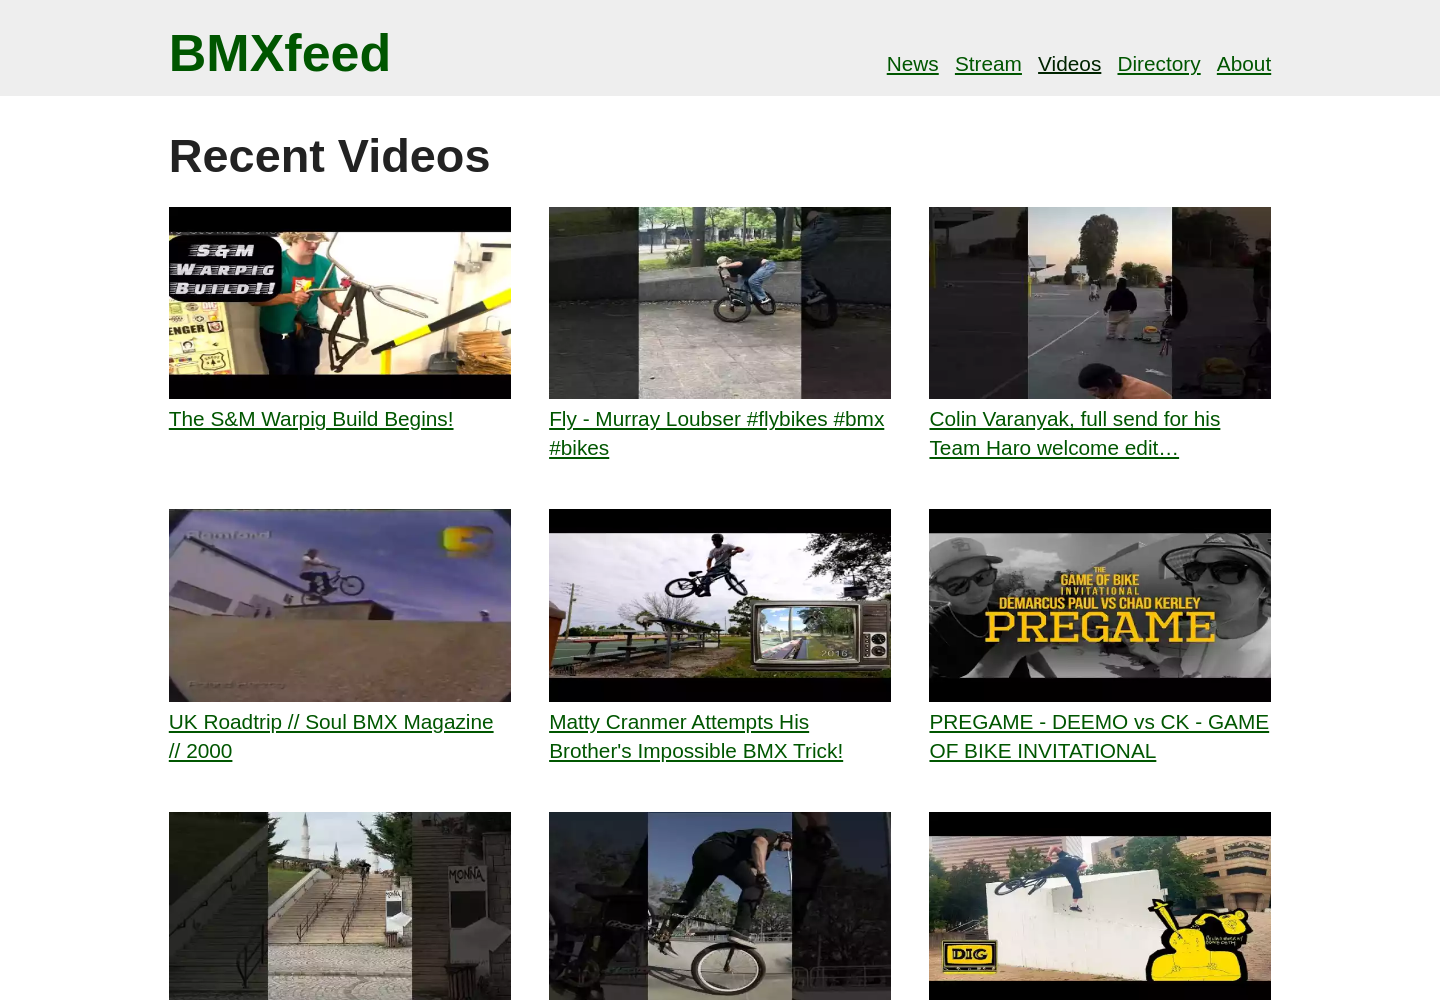 BMXfeed
News Stream Videos Directory About
Recent Videos
S&M
WARPIG
BUILD!!
ENGER
The S&M Warpig Build Begins!
Fly - Murray Loubser #flybikes #bmx
#bikes
Colin Varanyak, full send for his
Team Haro welcome edit…
Romford
UK Roadtrip // Soul BMX Magazine
// 2000
2016
Matty Cranmer Attempts His
Brother's Impossible BMX Trick!
THE
GAME OF BIKE
INVITATIONAL
DEMARCUS PAUL VS CHAD KERLEY
PREGAME
PREGAME - DEEMO vs CK - GAME
OF BIKE INVITATIONAL
MONNA
DIG